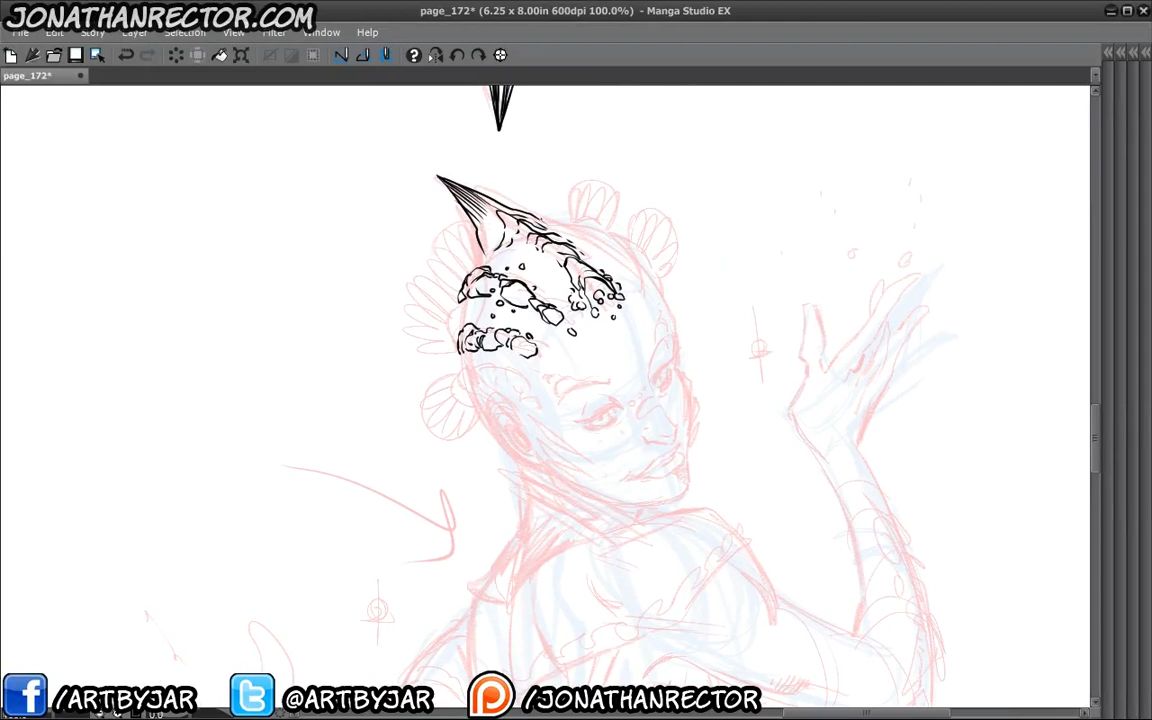 JONATHANRECTOR.COM
page_172* (6.25 x 8.00in 600dpi 100.0%) - Manga Studio EX
File Edit Story Layer Selection View Filter Window Help
page_172*
/ARTBYJAR @ARTBYJAR /JONATHANRECTOR